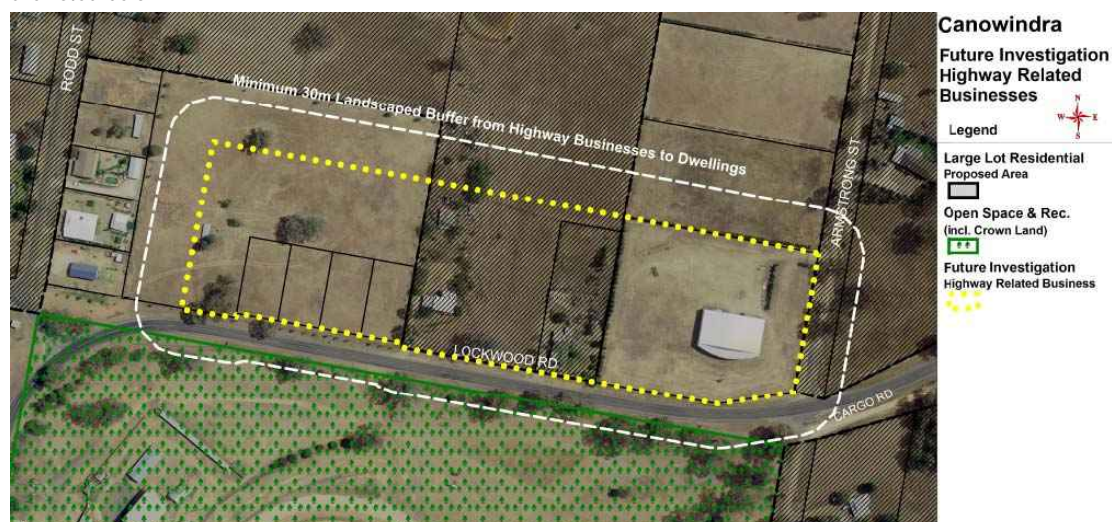 RODD ST
Minimum 30m Landscaped Buffer from Highway Businesses to Dwellings
ARMSTRONG ST
LOCKWOOD RD
CARGO RD
Canowindra
Future Investigation
Highway Related
Businesses
N
W E
S
Legend
Large Lot Residential
Proposed Area
Open Space & Rec.
(incl. Crown Land)
Future Investigation
Highway Related Business